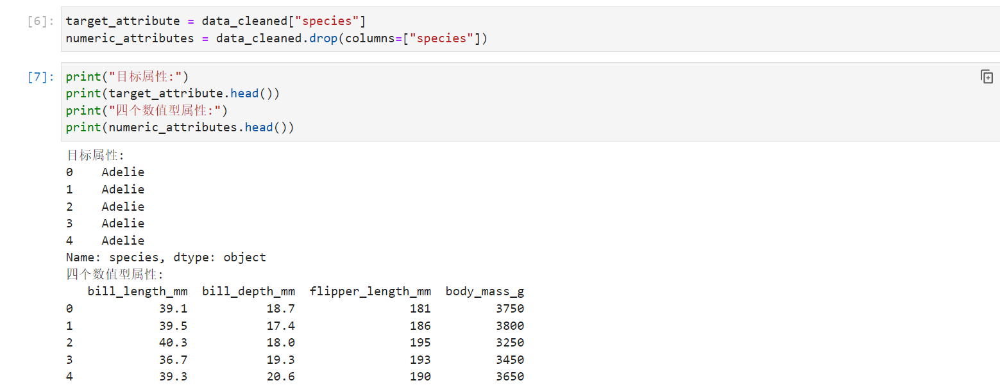 [6]: target_attribute = data_cleaned["species"]
numeric_attributes = data_cleaned.drop(columns=["species"])
[7]: print("目标属性:")
print(target_attribute.head())
print("四个数值型属性:")
print(numeric_attributes.head())
目标属性:
0    Adelie
1    Adelie
2    Adelie
3    Adelie
4    Adelie
Name: species, dtype: object
四个数值型属性:
   bill_length_mm  bill_depth_mm  flipper_length_mm  body_mass_g
0            39.1           18.7                181         3750
1            39.5           17.4                186         3800
2            40.3           18.0                195         3250
3            36.7           19.3                193         3450
4            39.3           20.6                190         3650